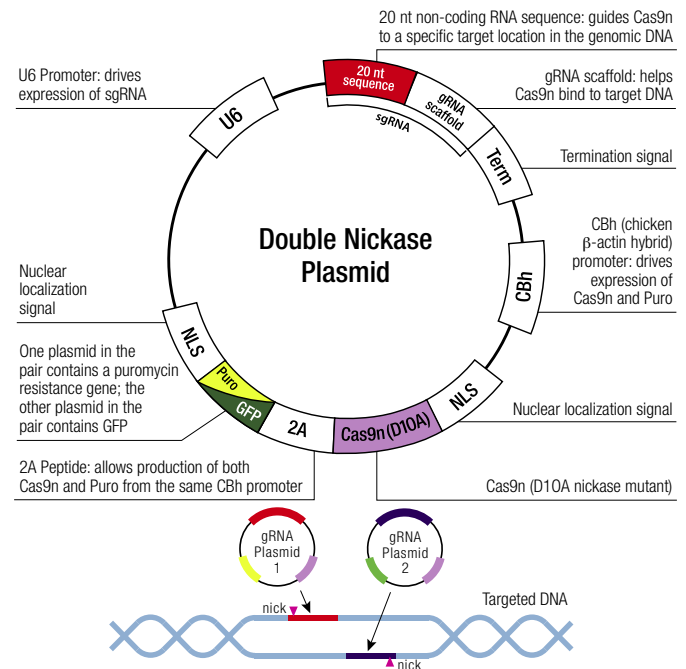 20 nt non-coding RNA sequence: guides Cas9n
to a specific target location in the genomic DNA
U6 Promoter: drives
expression of sgRNA
gRNA scaffold: helps
Cas9n bind to target DNA
20 nt
sequence
gRNA
scaffold
sgRNA
U6
Term
Termination signal
Double Nickase
Plasmid
CBh (chicken
β-actin hybrid)
promoter: drives
expression of
Cas9n and Puro
CBh
Nuclear
localization
signal
NLS
NLS
One plasmid in the
pair contains a puromycin
resistance gene; the
other plasmid in the
pair contains GFP
Puro
GFP
2A
Cas9n (D10A)
Nuclear localization signal
2A Peptide: allows production of both
Cas9n and Puro from the same CBh promoter
Cas9n (D10A nickase mutant)
gRNA
Plasmid
1
gRNA
Plasmid
2
nick
Targeted DNA
nick